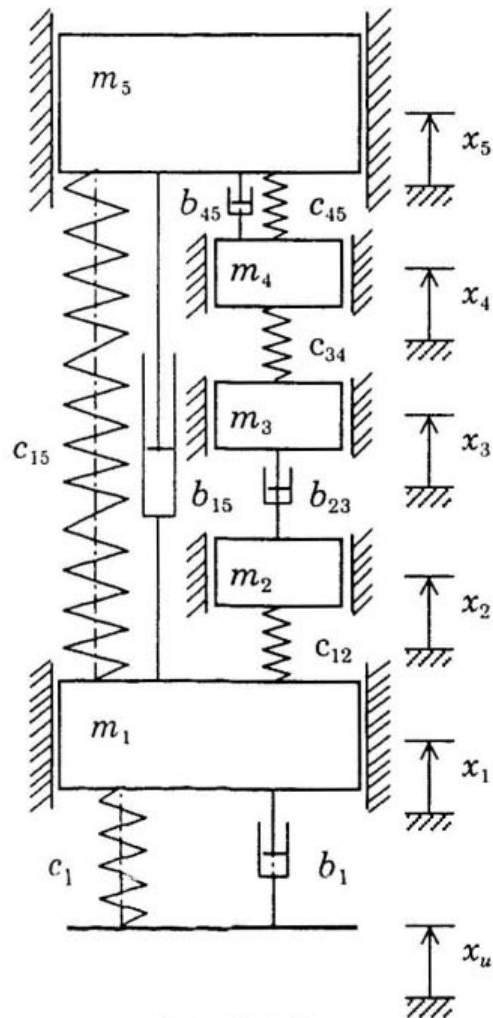 m₅
x₅
b₄₅
c₄₅
m₄
x₄
c₃₄
m₃
x₃
c₁₅
b₁₅
b₂₃
m₂
x₂
c₁₂
m₁
x₁
c₁
b₁
xᵤ